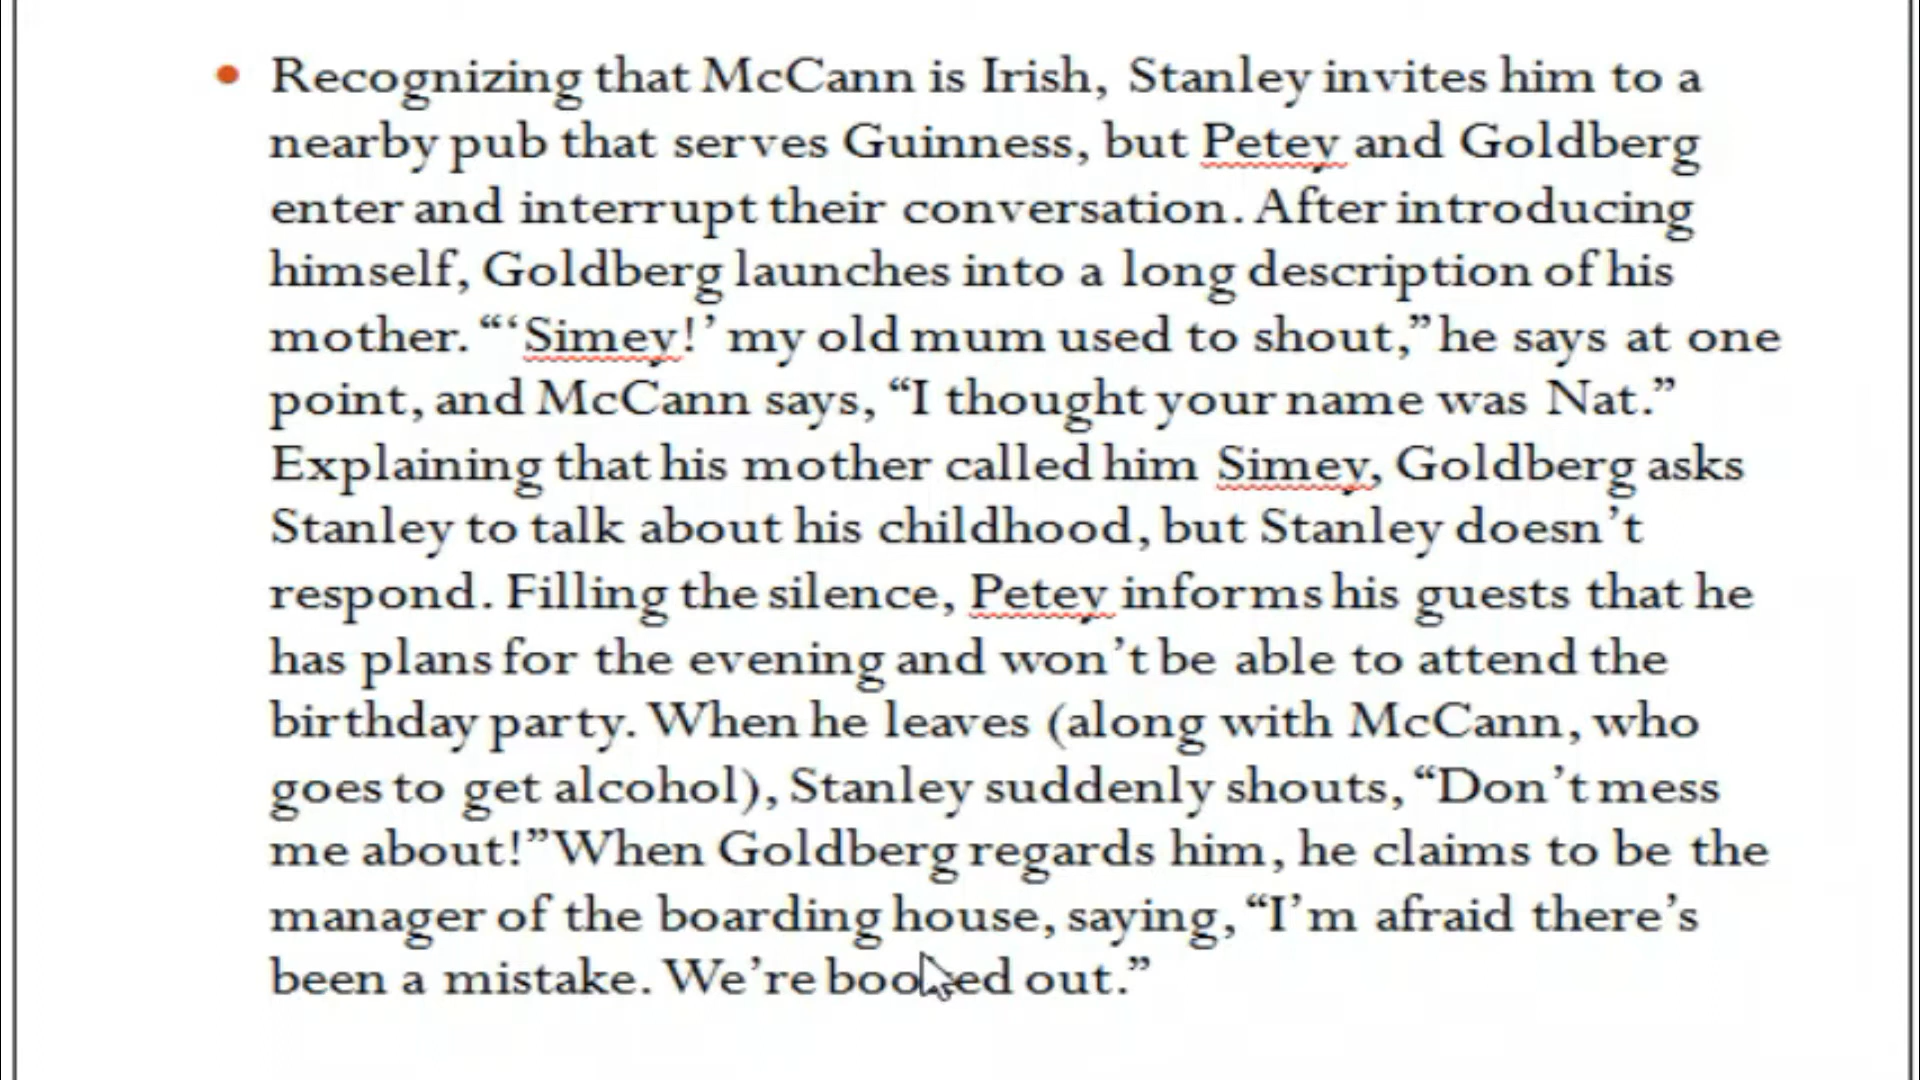 • Recognizing that McCann is Irish, Stanley invites him to a
nearby pub that serves Guinness, but Petey and Goldberg
enter and interrupt their conversation. After introducing
himself, Goldberg launches into a long description of his
mother. “‘Simey!’ my old mum used to shout,” he says at one
point, and McCann says, “I thought your name was Nat.”
Explaining that his mother called him Simey, Goldberg asks
Stanley to talk about his childhood, but Stanley doesn’t
respond. Filling the silence, Petey informs his guests that he
has plans for the evening and won’t be able to attend the
birthday party. When he leaves (along with McCann, who
goes to get alcohol), Stanley suddenly shouts, “Don’t mess
me about!” When Goldberg regards him, he claims to be the
manager of the boarding house, saying, “I’m afraid there’s
been a mistake. We’re booked out.”